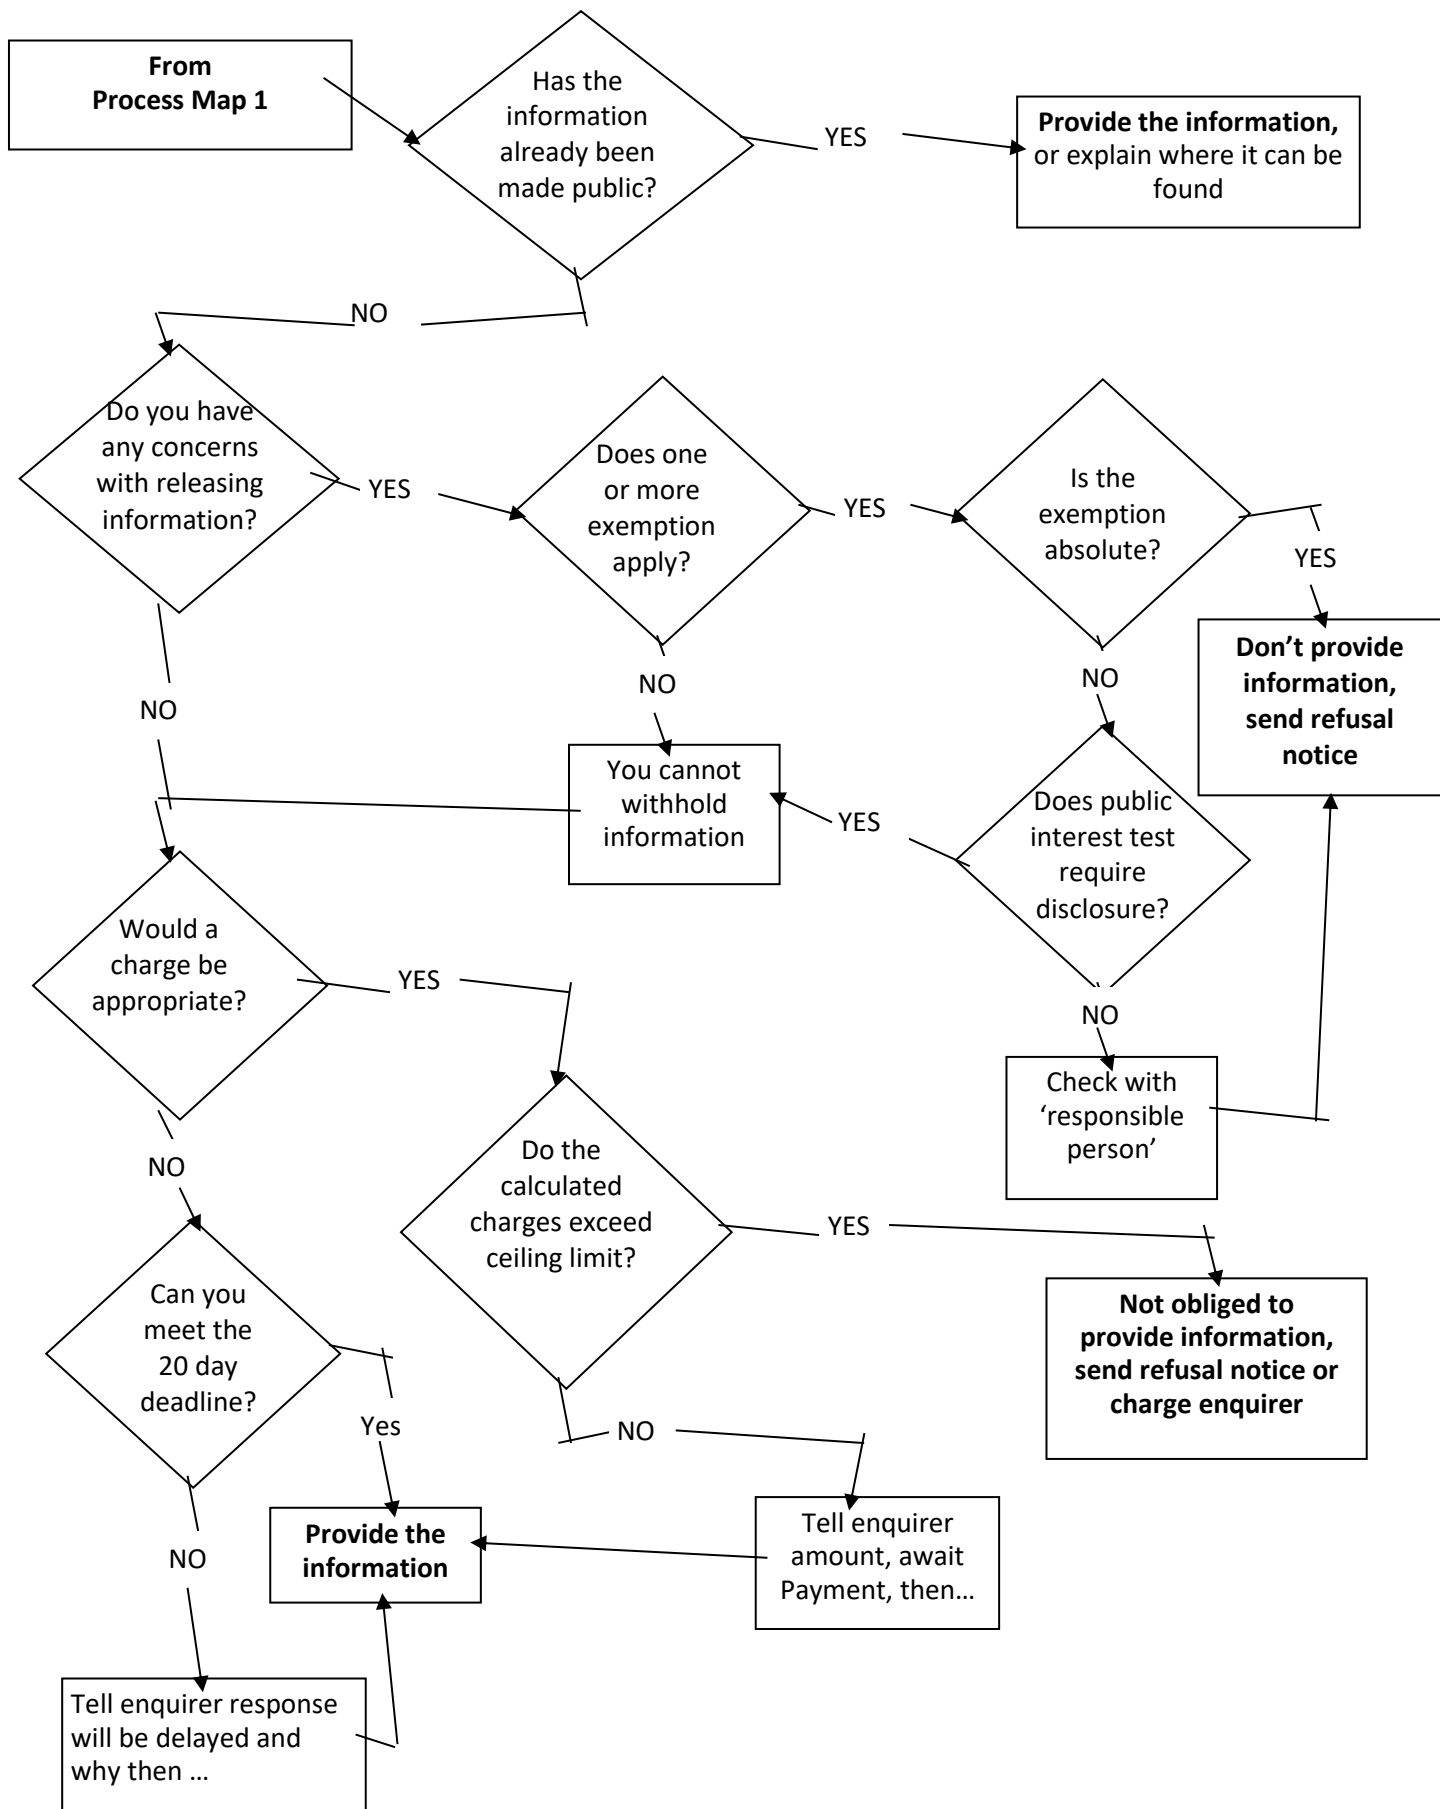 From
Process Map 1
Has the
information
already been
made public?
YES
Provide the information,
or explain where it can be
found
NO
Do you have
any concerns
with releasing
information?
YES
Does one
or more
exemption
apply?
YES
Is the
exemption
absolute?
YES
Don’t provide
information,
send refusal
notice
NO
NO
NO
You cannot
withhold
information
YES
Does public
interest test
require
disclosure?
Would a
charge be
appropriate?
YES
NO
Check with
‘responsible
person’
NO
Do the
calculated
charges exceed
ceiling limit?
YES
Not obliged to
provide information,
send refusal notice or
charge enquirer
Can you
meet the
20 day
deadline?
Yes
NO
NO
Provide the
information
Tell enquirer
amount, await
Payment, then…
Tell enquirer response
will be delayed and
why then …